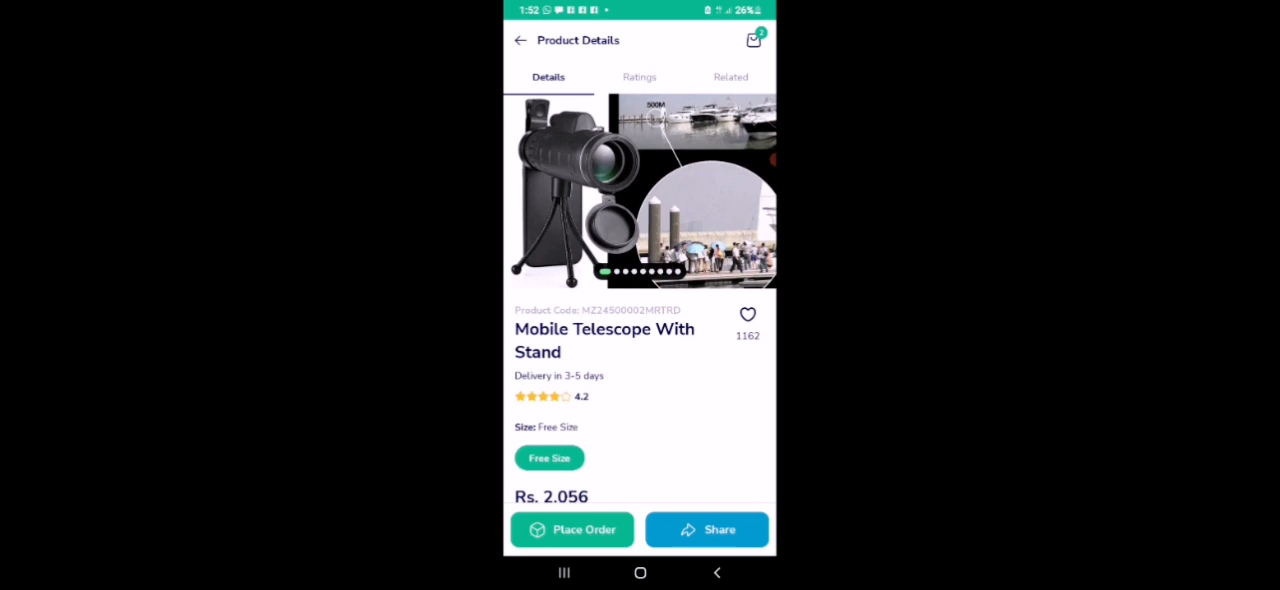 1:52
26%
Product Details
2
Details Ratings Related
500M
Product Code: MZ24500002MRTRD
Mobile Telescope With
Stand
1162
Delivery in 3-5 days
4.2
Size: Free Size
Free Size
Rs. 2,056
Place Order Share